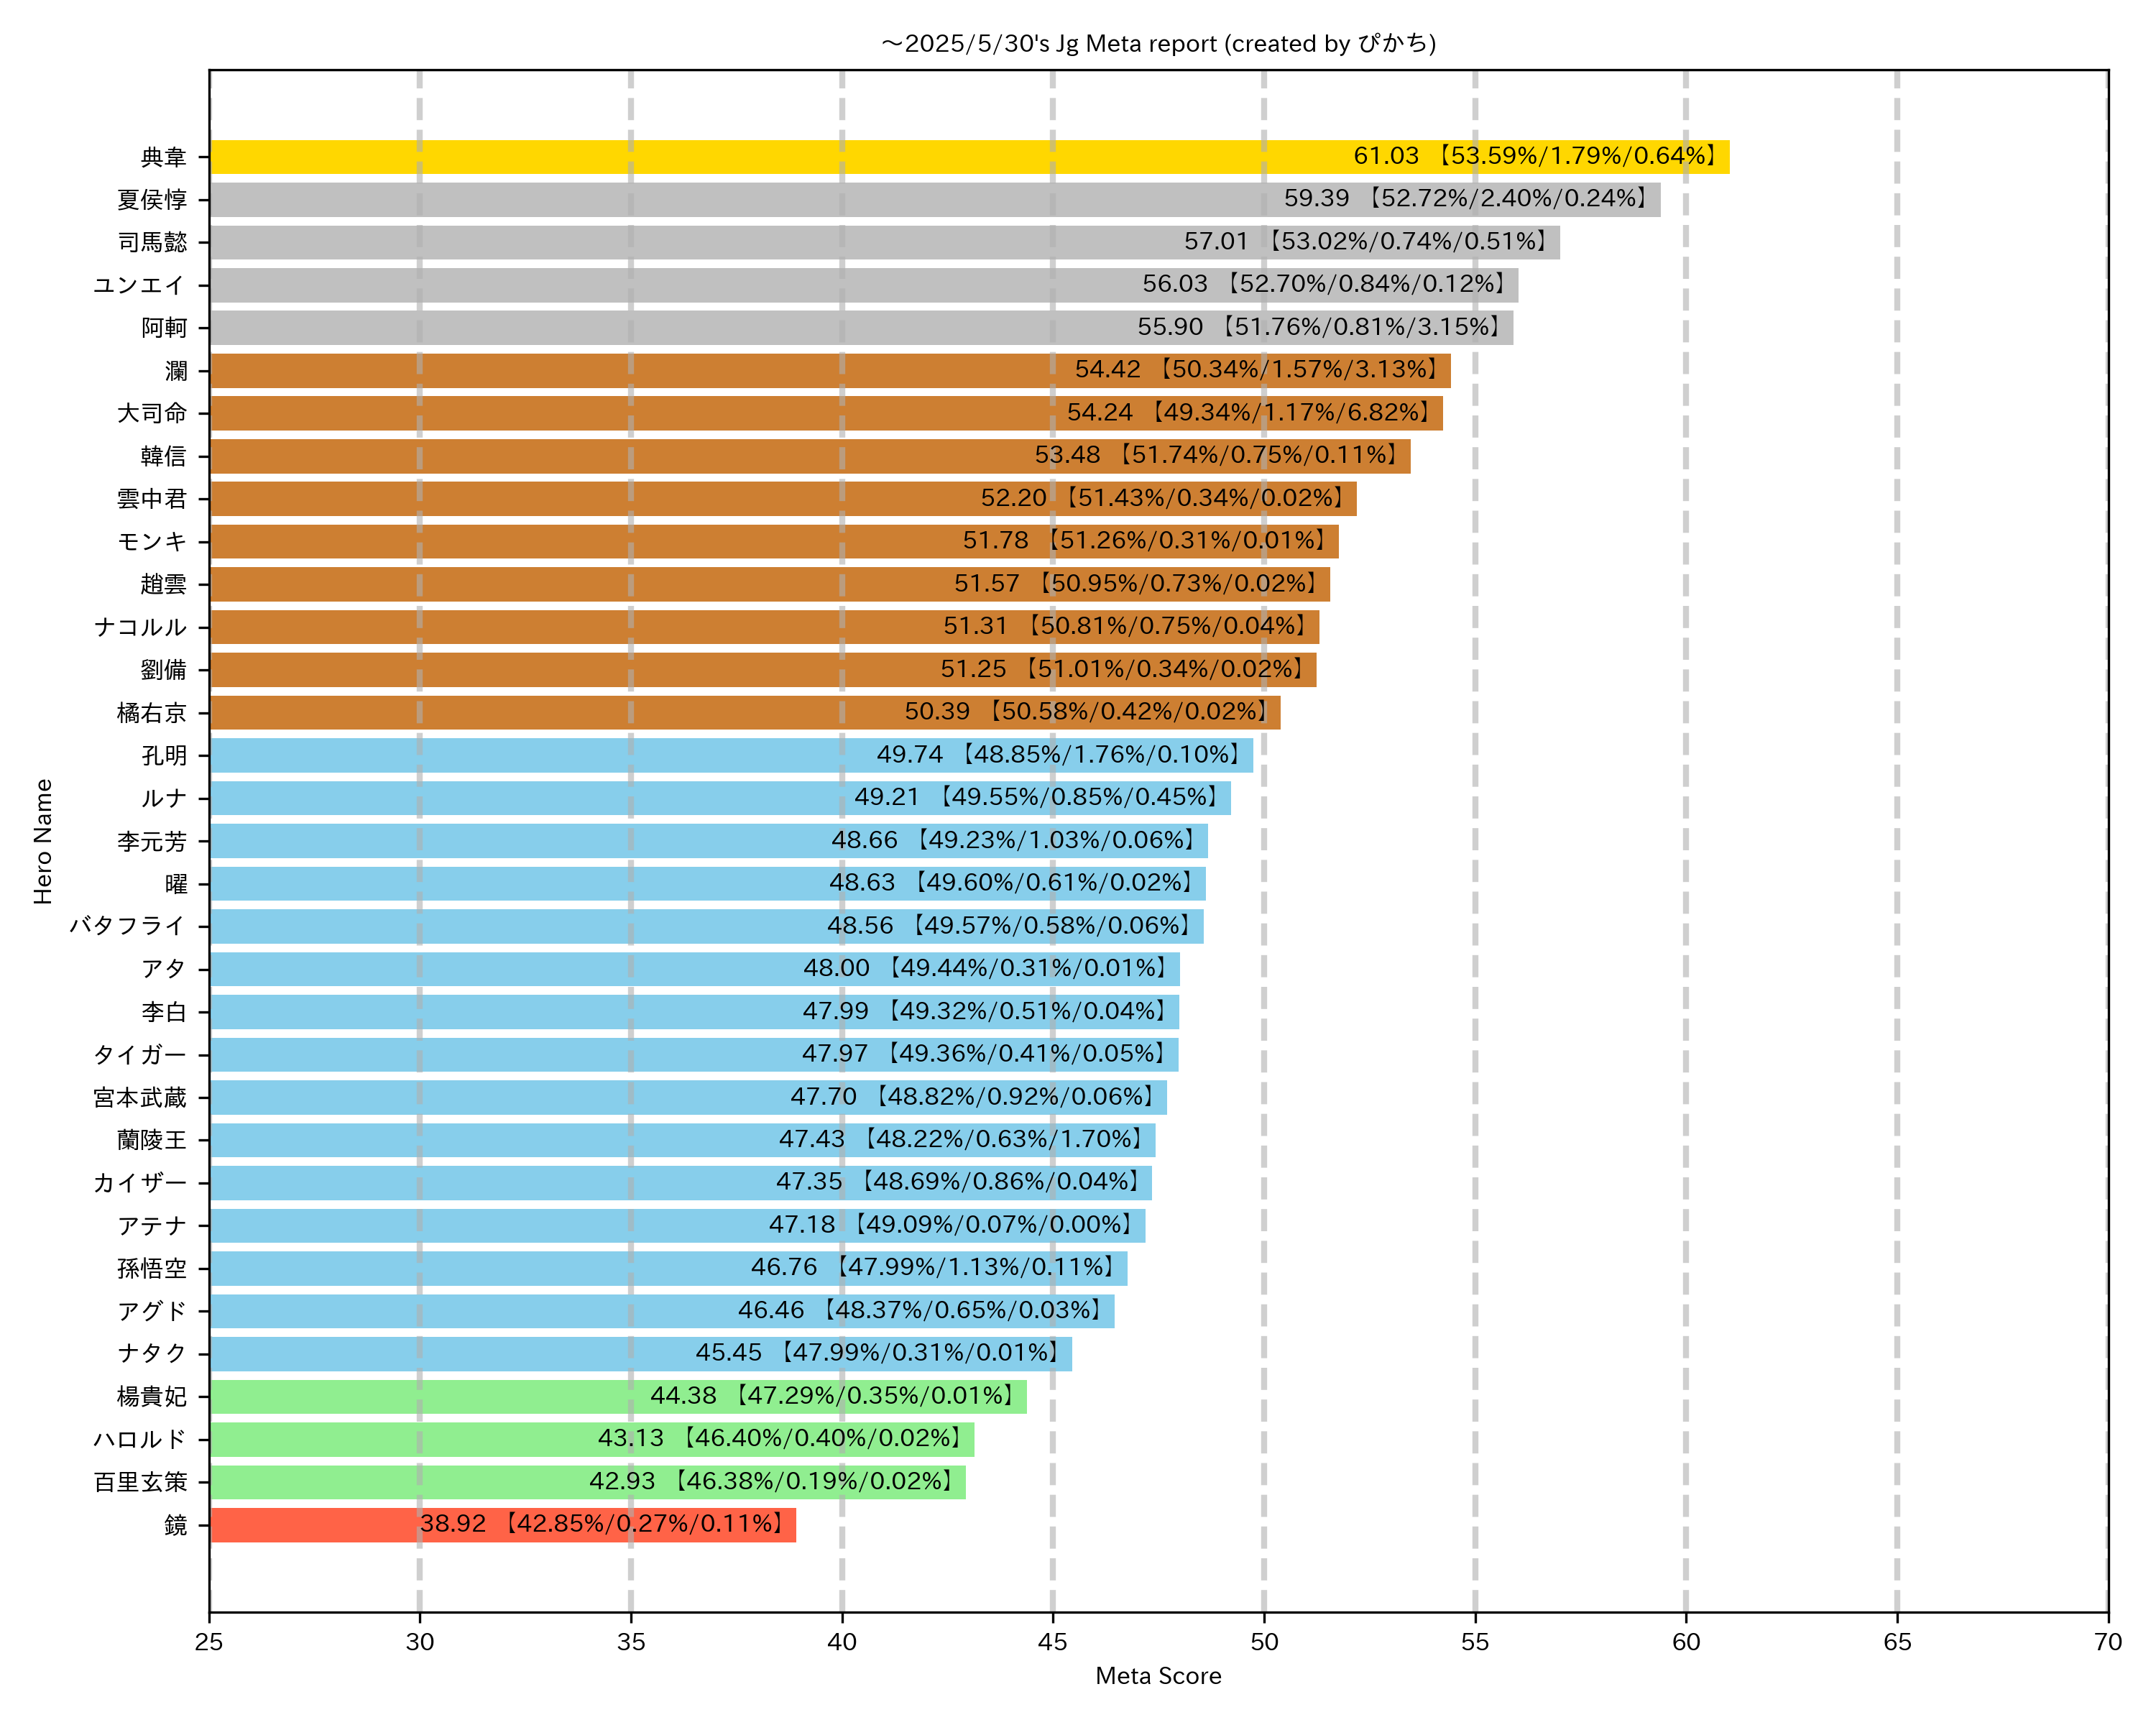 ～2025/5/30's Jg Meta report (created by ぴかち)
Hero Name
典韋 61.03 【53.59%/1.79%/0.64%】
夏侯惇 59.39 【52.72%/2.40%/0.24%】
司馬懿 57.01 【53.02%/0.74%/0.51%】
ユンエイ 56.03 【52.70%/0.84%/0.12%】
阿軻 55.90 【51.76%/0.81%/3.15%】
瀾 54.42 【50.34%/1.57%/3.13%】
大司命 54.24 【49.34%/1.17%/6.82%】
韓信 53.48 【51.74%/0.75%/0.11%】
雲中君 52.20 【51.43%/0.34%/0.02%】
モンキ 51.78 【51.26%/0.31%/0.01%】
趙雲 51.57 【50.95%/0.73%/0.02%】
ナコルル 51.31 【50.81%/0.75%/0.04%】
劉備 51.25 【51.01%/0.34%/0.02%】
橘右京 50.39 【50.58%/0.42%/0.02%】
孔明 49.74 【48.85%/1.76%/0.10%】
ルナ 49.21 【49.55%/0.85%/0.45%】
李元芳 48.66 【49.23%/1.03%/0.06%】
曜 48.63 【49.60%/0.61%/0.02%】
バタフライ 48.56 【49.57%/0.58%/0.06%】
アタ 48.00 【49.44%/0.31%/0.01%】
李白 47.99 【49.32%/0.51%/0.04%】
タイガー 47.97 【49.36%/0.41%/0.05%】
宮本武蔵 47.70 【48.82%/0.92%/0.06%】
蘭陵王 47.43 【48.22%/0.63%/1.70%】
カイザー 47.35 【48.69%/0.86%/0.04%】
アテナ 47.18 【49.09%/0.07%/0.00%】
孫悟空 46.76 【47.99%/1.13%/0.11%】
アグド 46.46 【48.37%/0.65%/0.03%】
ナタク 45.45 【47.99%/0.31%/0.01%】
楊貴妃 44.38 【47.29%/0.35%/0.01%】
ハロルド 43.13 【46.40%/0.40%/0.02%】
百里玄策 42.93 【46.38%/0.19%/0.02%】
鏡 38.92 【42.85%/0.27%/0.11%】
25 30 35 40 45 50 55 60 65 70
Meta Score